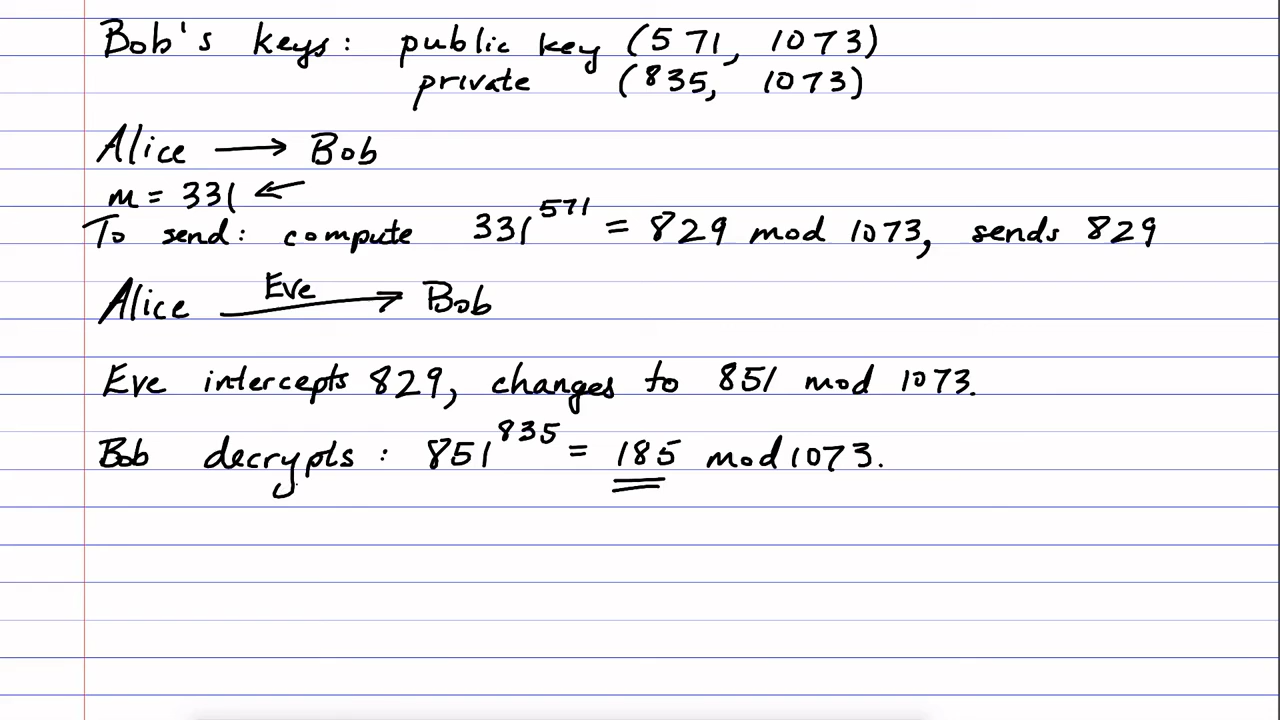 Bob's keys: public key (571, 1073)
private (835, 1073)
Alice → Bob
m = 331 ←
To send: compute 331^571 = 829 mod 1073, sends 829
Eve
Alice → Bob
Eve intercepts 829, changes to 851 mod 1073.
Bob decrypts: 851^835 = 185 mod 1073.